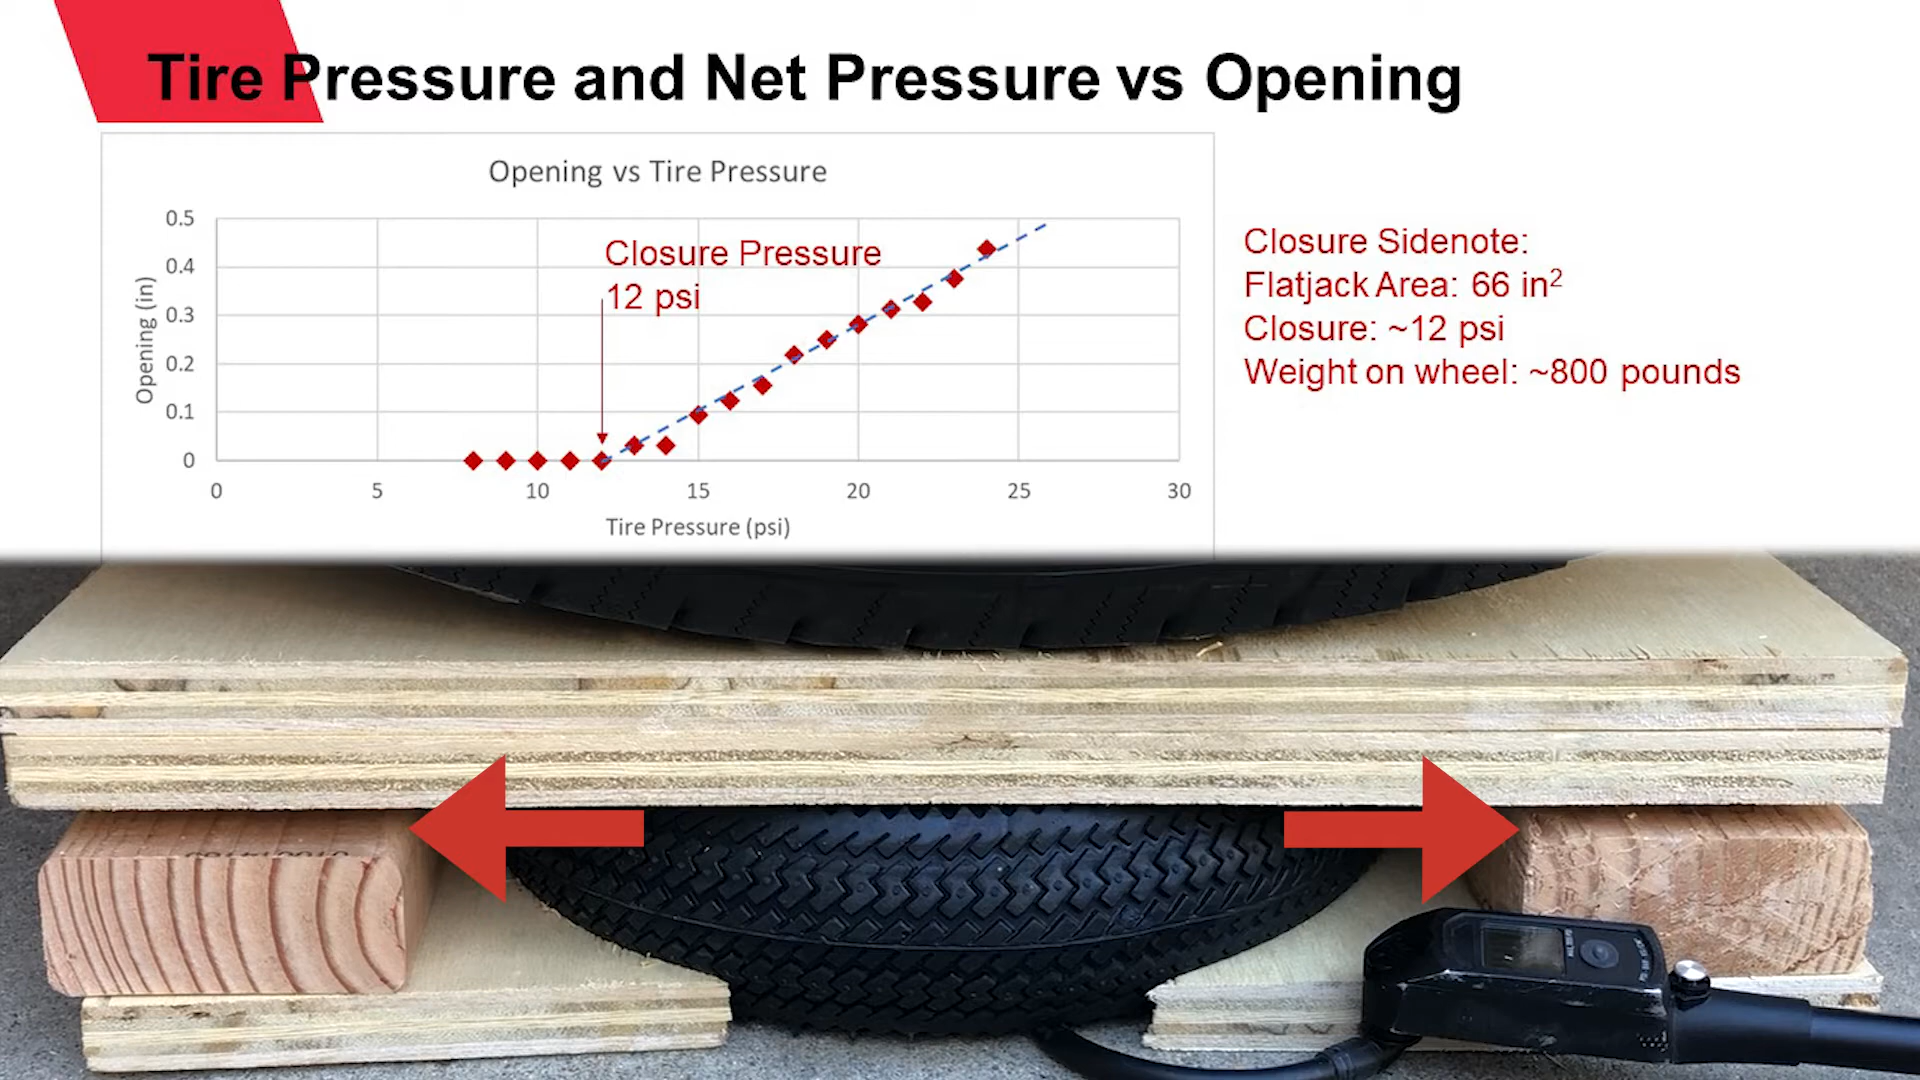 Tire Pressure and Net Pressure vs Opening
Opening vs Tire Pressure
Opening (in)
0.5
0.4
0.3
0.2
0.1
0
0
5
10
15
20
25
30
Tire Pressure (psi)
Closure Pressure
12 psi
Closure Sidenote:
Flatjack Area: 66 in²
Closure: ~12 psi
Weight on wheel: ~800 pounds